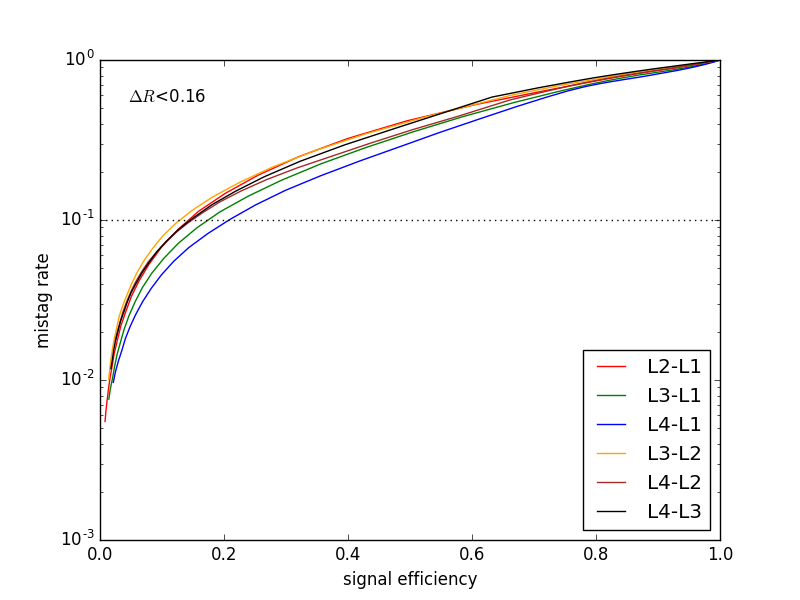 10^0
ΔR<0.16
10^-1
mistag rate
10^-2
L2-L1
L3-L1
L4-L1
L3-L2
L4-L2
L4-L3
10^-3
0.0 0.2 0.4 0.6 0.8 1.0
signal efficiency